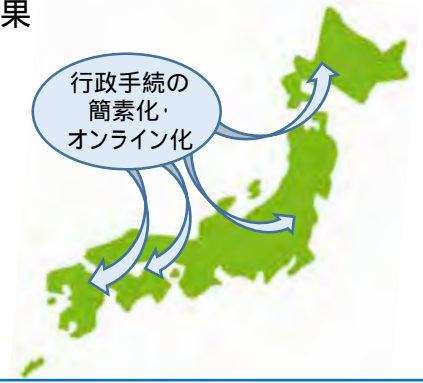 果
行政手続の
簡素化・
オンライン化